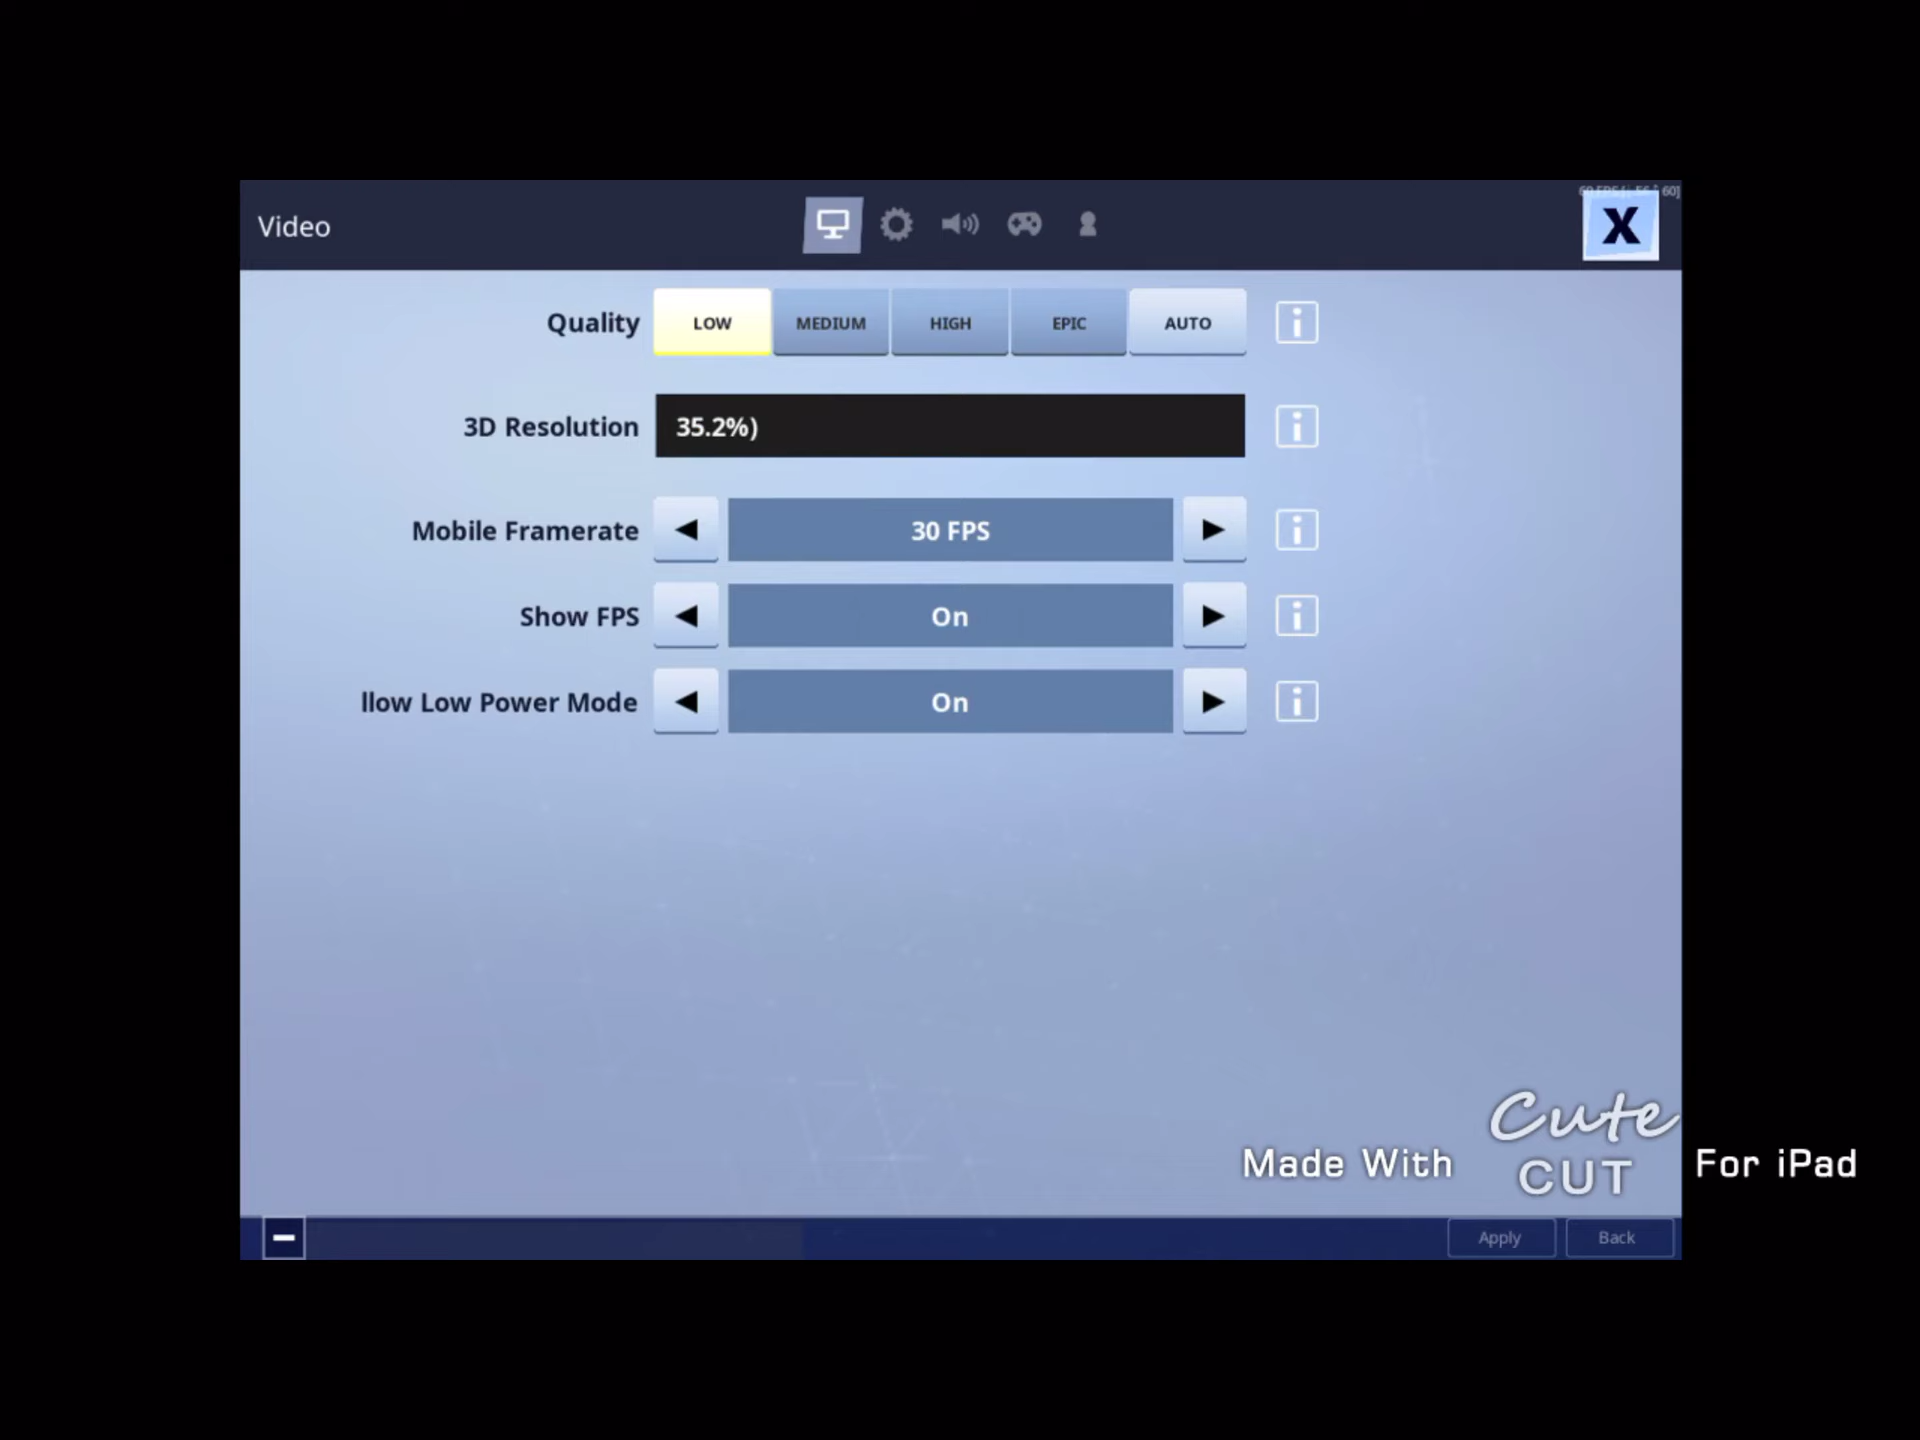 Video
X
Quality LOW MEDIUM HIGH EPIC AUTO
3D Resolution 35.2%)
Mobile Framerate 30 FPS
Show FPS On
llow Low Power Mode On
Made With Cute CUT For iPad
Apply Back